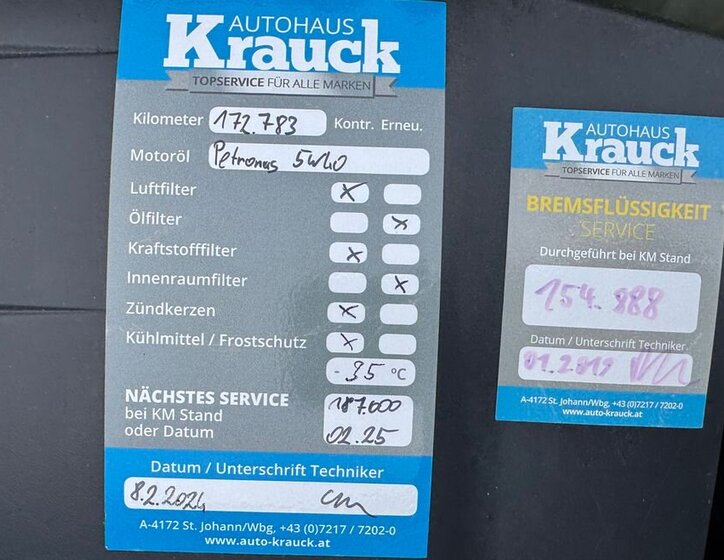 AUTOHAUS
Krauck
TOPSERVICE FÜR ALLE MARKEN
Kilometer 172.783 Kontr. Erneu.
Motoröl Petronas 5W40
Luftfilter X
Ölfilter X
Kraftstofffilter X
Innenraumfilter X
Zündkerzen X
Kühlmittel / Frostschutz X
-35 °C
NÄCHSTES SERVICE
bei KM Stand 187.000
oder Datum 02.25
Datum / Unterschrift Techniker
8.2.2024
A-4172 St. Johann/Wbg, +43 (0)7217 / 7202-0
www.auto-krauck.at
AUTOHAUS
Krauck
TOPSERVICE FÜR ALLE MARKEN
BREMSFLÜSSIGKEIT
SERVICE
Durchgeführt bei KM Stand
154.888
Datum / Unterschrift Techniker
A-4172 St. Johann/Wbg, +43 (0)7217 / 7202-0
www.auto-krauck.at